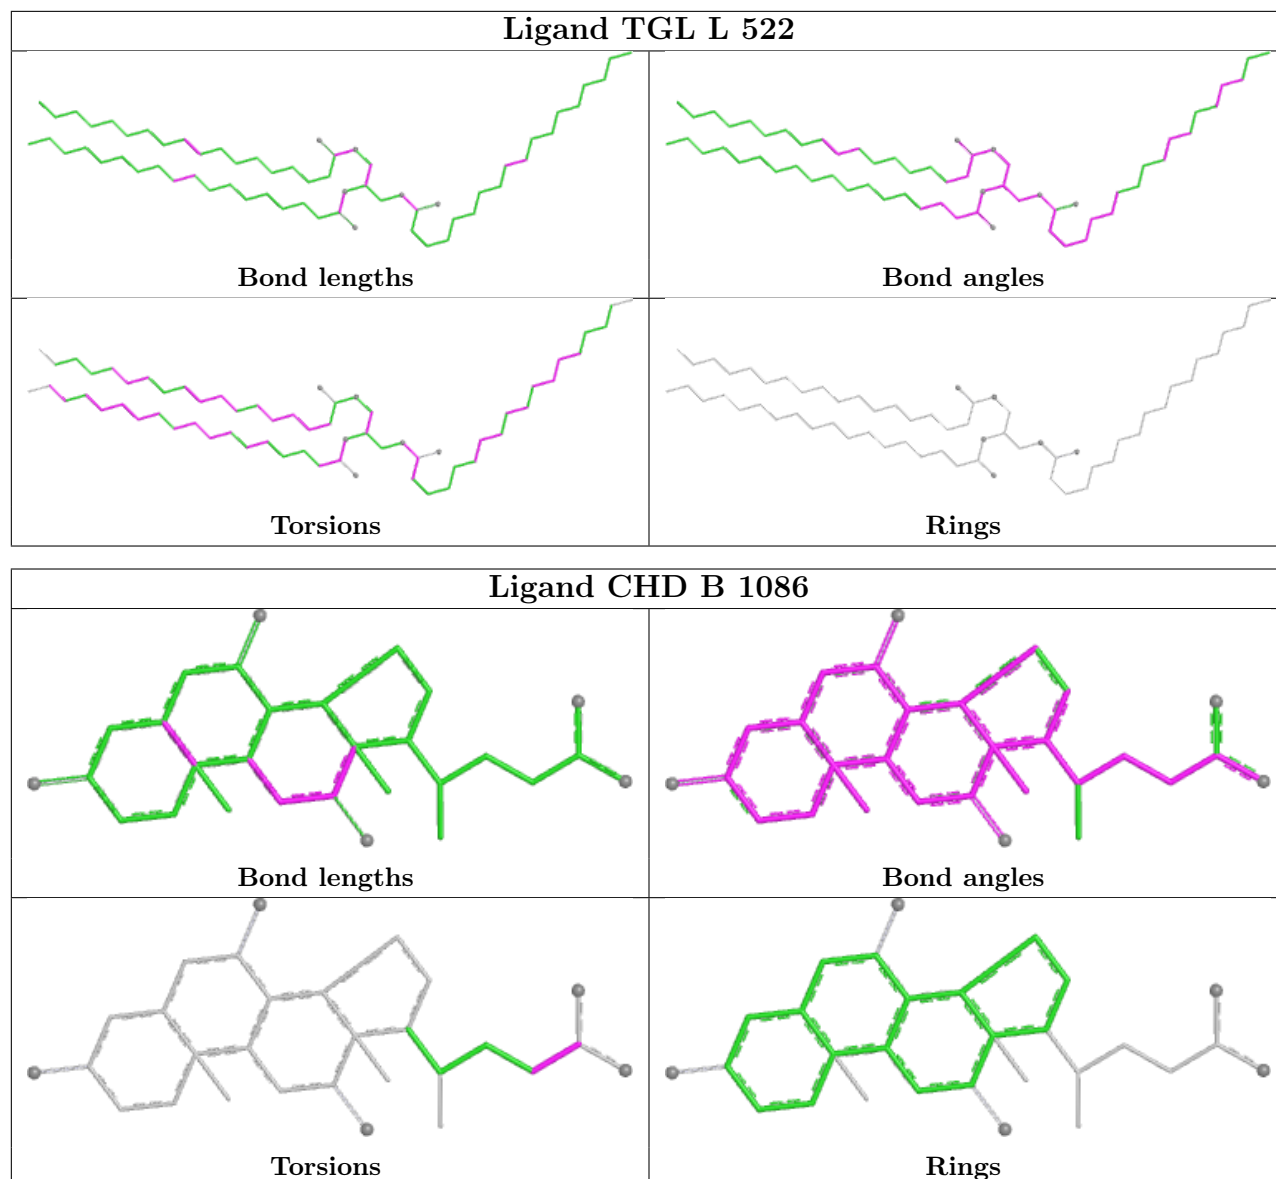 Ligand TGL L 522
Bond lengths
Bond angles
Torsions
Rings
Ligand CHD B 1086
Bond lengths
Bond angles
Torsions
Rings